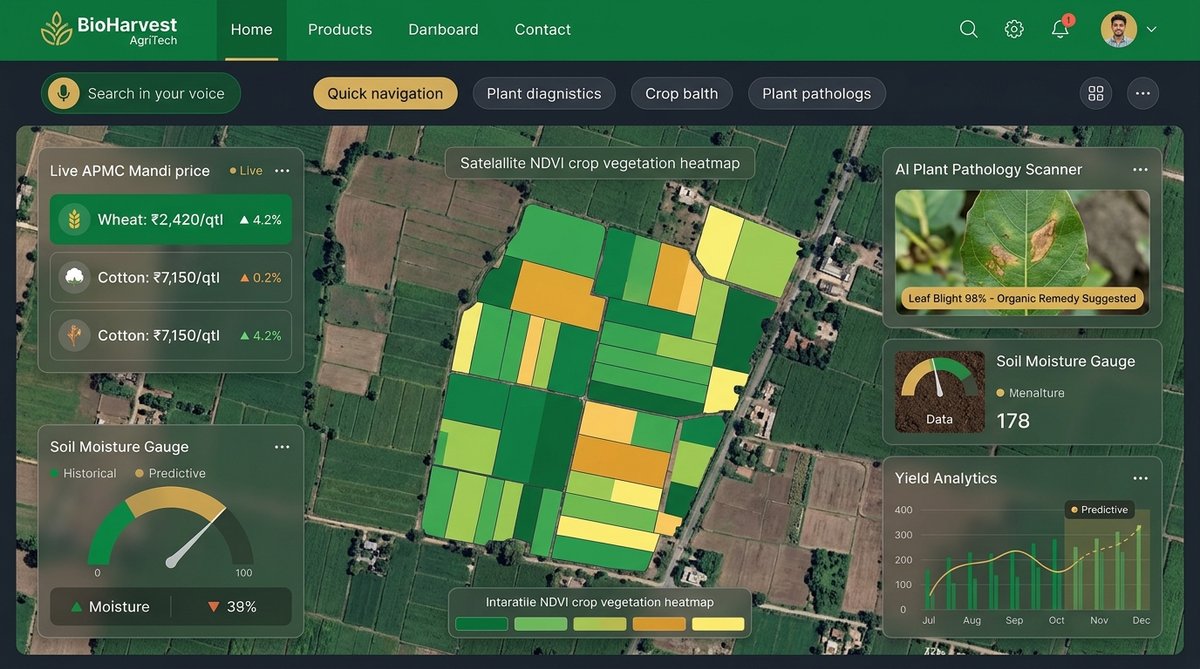 BioHarvest
AgriTech
Home
Products
Danboard
Contact
1
Search in your voice
Quick navigation
Plant diagnostics
Crop balth
Plant pathologs
Live APMC Mandi price
Live
Wheat: ₹2,420/qtl ▲ 4.2%
Cotton: ₹7,150/qtl ▲ 0.2%
Cotton: ₹7,150/qtl ▲ 4.2%
Satelallite NDVI crop vegetation heatmap
AI Plant Pathology Scanner
Leaf Blight 98% - Organic Remedy Suggested
Soil Moisture Gauge
Data
Menalture
178
Soil Moisture Gauge
Historical
Predictive
0
100
▲ Moisture
▼ 39%
Intaratile NDVI crop vegetation heatmap
Yield Analytics
Predictive
400
300
200
100
0
Jul Aug Sep Oct Nov Dec